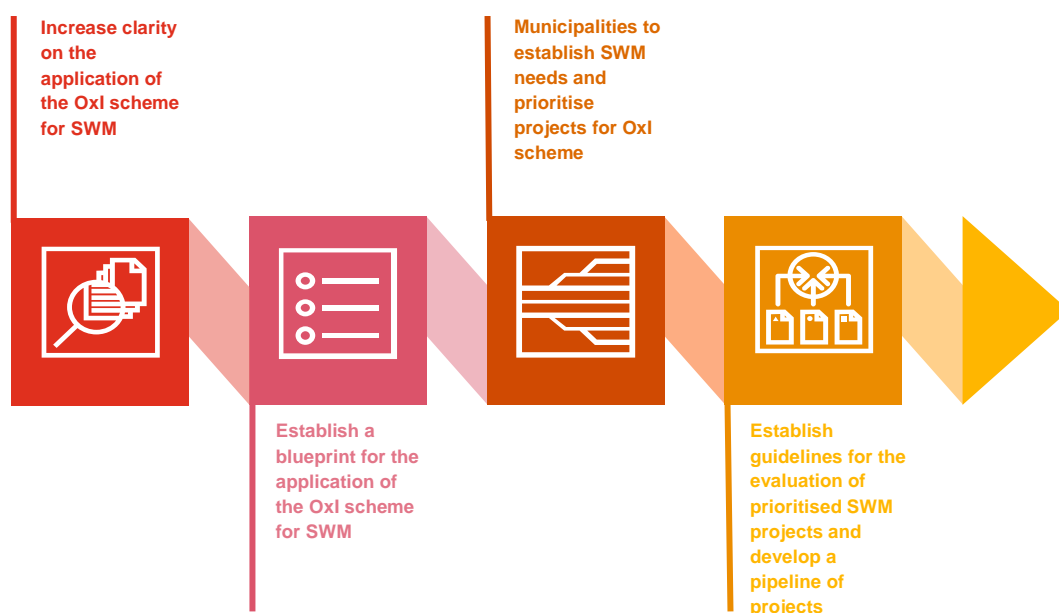 Increase clarity
on the
application of
the OxI scheme
for SWM
Establish a
blueprint for the
application of
the OxI scheme
for SWM
Municipalities to
establish SWM
needs and
prioritise
projects for OxI
scheme
Establish
guidelines for the
evaluation of
prioritised SWM
projects and
develop a
pipeline of
projects